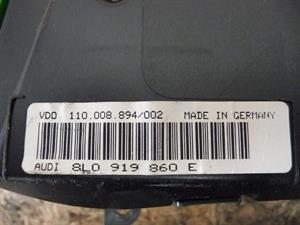 VDO 110.008.894/002 MADE IN GERMANY
AUDI 8L0 919 860 E